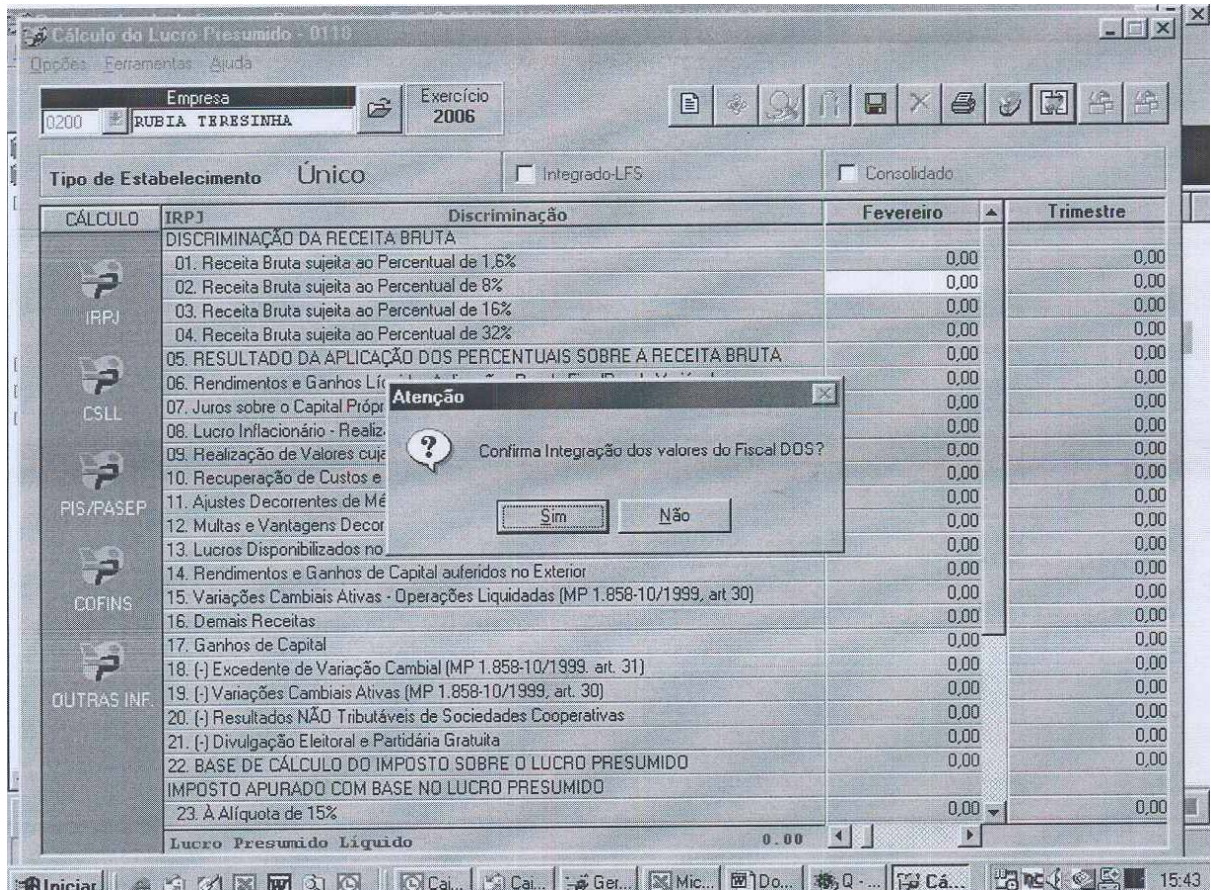 Cálculo do Lucro Presumido - 0110
Opções Ferramentas Ajuda
Empresa
0200 RUBIA TERESINHA
Exercício
2006
Tipo de Estabelecimento Único
Integrado-LFS
Consolidado
CÁLCULO IRPJ Discriminação Fevereiro Trimestre
DISCRIMINAÇÃO DA RECEITA BRUTA
01. Receita Bruta sujeita ao Percentual de 1,6% 0,00 0,00
02. Receita Bruta sujeita ao Percentual de 8% 0,00 0,00
03. Receita Bruta sujeita ao Percentual de 16% 0,00 0,00
04. Receita Bruta sujeita ao Percentual de 32% 0,00 0,00
05. RESULTADO DA APLICAÇÃO DOS PERCENTUAIS SOBRE A RECEITA BRUTA 0,00 0,00
06. Rendimentos e Ganhos 0,00 0,00
07. Juros sobre o Capital Própr 0,00 0,00
08. Lucro Inflacionário - Realiz 0,00 0,00
09. Realização de Valores cuja 0,00 0,00
10. Recuperação de Custos e 0,00 0,00
11. Ajustes Decorrentes de Mé 0,00 0,00
12. Multas e Vantagens Decor 0,00 0,00
13. Lucros Disponibilizados no 0,00 0,00
14. Rendimentos e Ganhos de Capital auferidos no Exterior 0,00 0,00
15. Variações Cambiais Ativas - Operações Liquidadas (MP 1.858-10/1999, art 30) 0,00 0,00
16. Demais Receitas 0,00 0,00
17. Ganhos de Capital 0,00 0,00
18. (-) Excedente de Variação Cambial (MP 1.858-10/1999. art. 31) 0,00 0,00
19. (-) Variações Cambiais Ativas (MP 1.858-10/1999, art. 30) 0,00 0,00
20. (-) Resultados NÃO Tributáveis de Sociedades Cooperativas 0,00 0,00
21. (-) Divulgação Eleitoral e Partidária Gratuita 0,00 0,00
22. BASE DE CÁLCULO DO IMPOSTO SOBRE O LUCRO PRESUMIDO 0,00 0,00
IMPOSTO APURADO COM BASE NO LUCRO PRESUMIDO
23. À Alíquota de 15% 0,00 0,00
Lucro Presumido Líquido 0.00
IRPJ
CSLL
PIS/PASEP
COFINS
OUTRAS INF.
Atenção
Confirma Integração dos valores do Fiscal DOS?
Sim Não
Iniciar Cai... Cai... Ger... Mic... Do... Q - ... Cá... 15:43